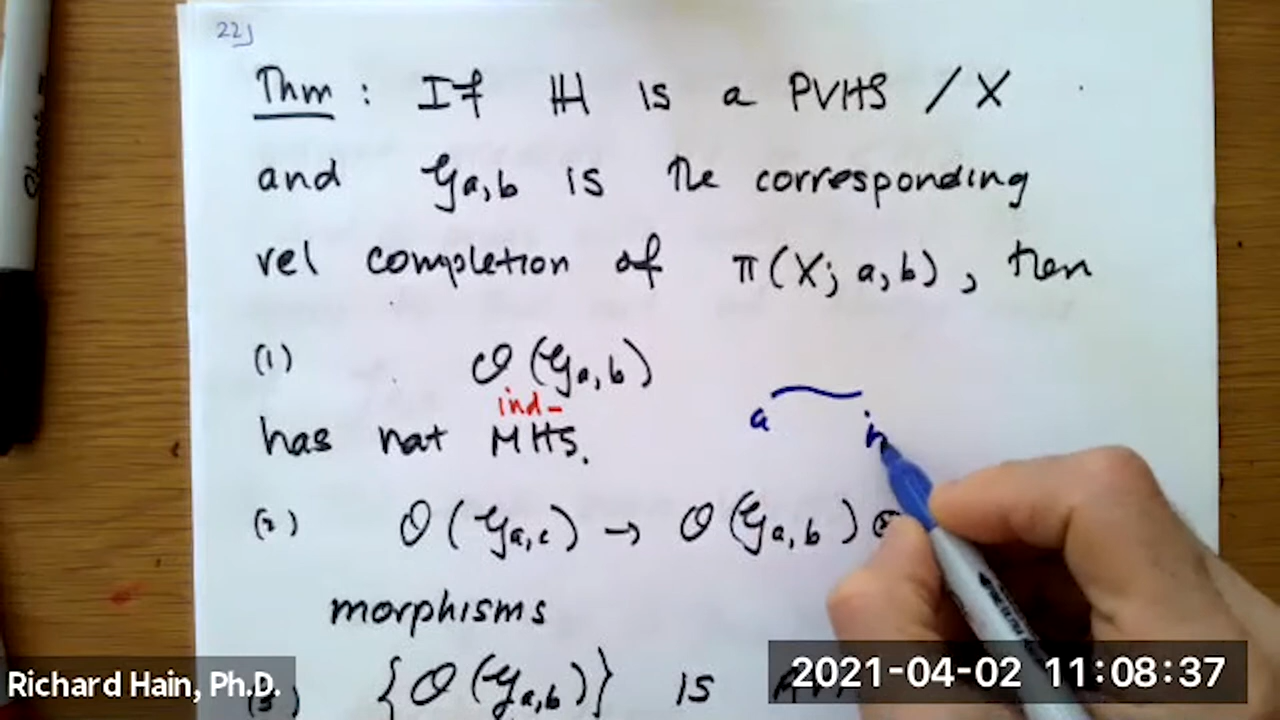 22J
Thm : If ℍ is a PVHS / X
and 𝒢a,b is the corresponding
rel completion of π(X; a, b), then
(1) 𝒪(𝒢a,b)
ind-
has nat MHS.
a
(2) 𝒪(𝒢a,c) → 𝒪(𝒢a,b) ⊗
morphisms
(3) {𝒪(𝒢a,b)} is
Richard Hain, Ph.D.
2021-04-02 11:08:37